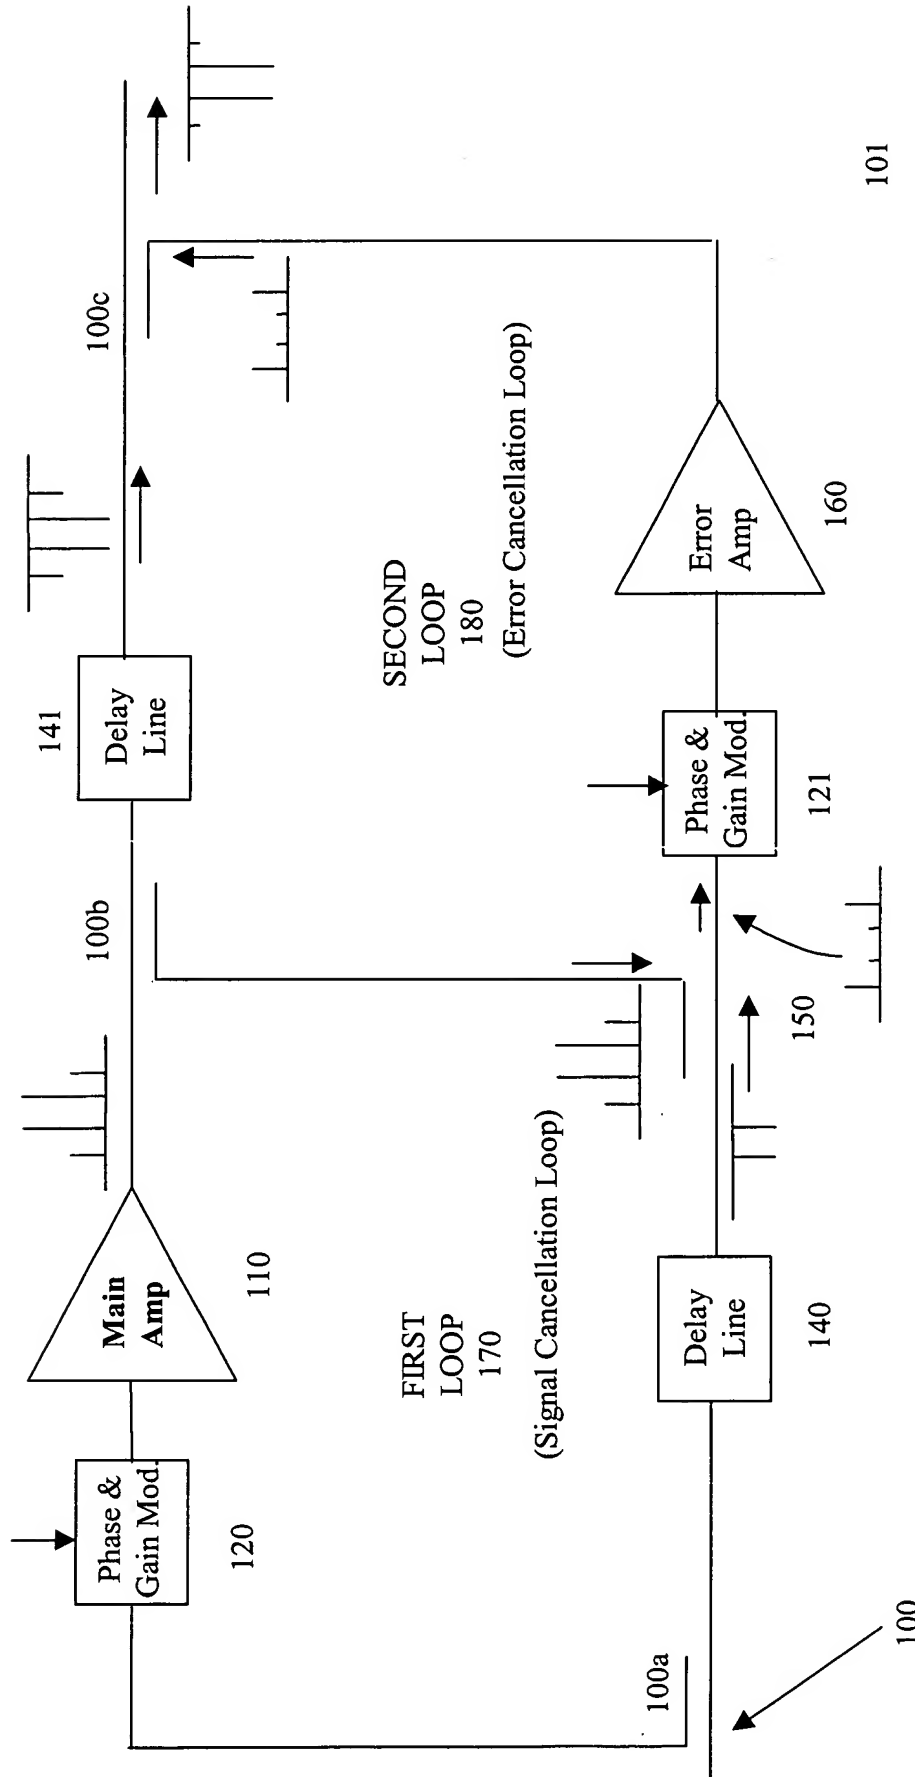 Phase &
Gain Mod.
120
Main
Amp
110
100b
Delay
Line
141
100c
FIRST
LOOP
170
(Signal Cancellation Loop)
SECOND
LOOP
180
(Error Cancellation Loop)
100a
100
Delay
Line
140
150
Phase &
Gain Mod.
121
Error
Amp
160
101